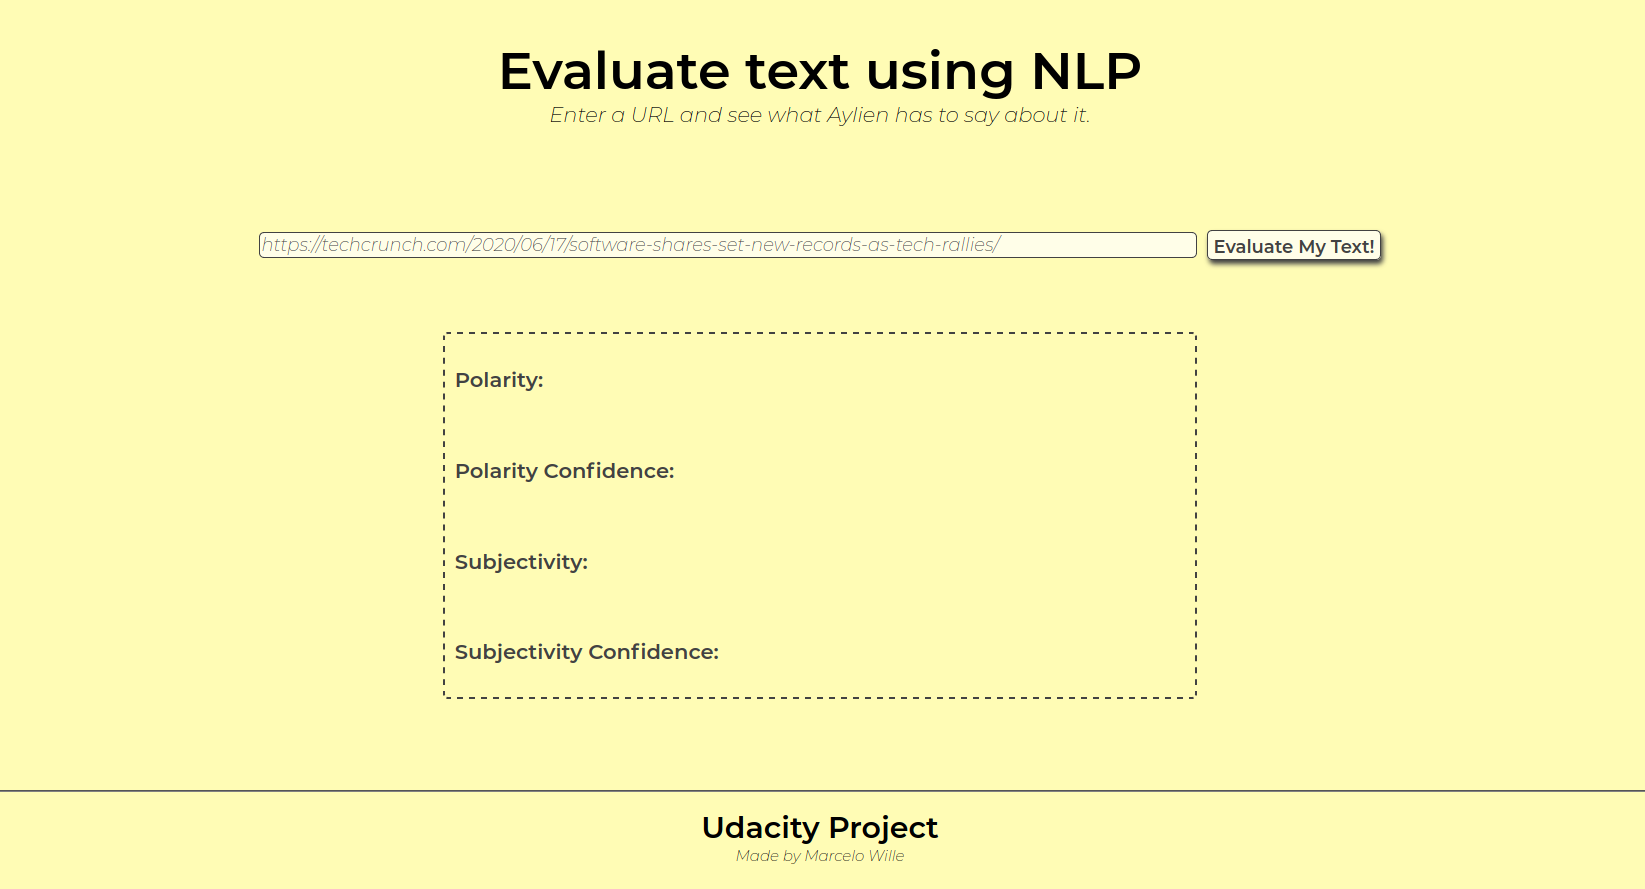 Evaluate text using NLP
Enter a URL and see what Aylien has to say about it.
https://techcrunch.com/2020/06/17/software-shares-set-new-records-as-tech-rallies/ Evaluate My Text!
Polarity:
Polarity Confidence:
Subjectivity:
Subjectivity Confidence:
Udacity Project
Made by Marcelo Wille